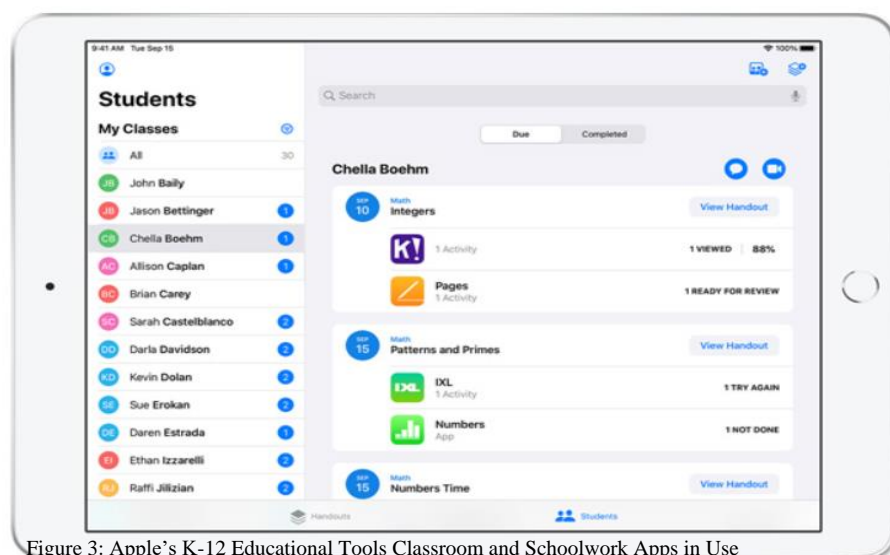 9:41 AM Tue Sep 15
100%
Students
Search
My Classes
Due Completed
All 30
Chella Boehm
JB John Baily
SEP 10 Math Integers View Handout
JB Jason Bettinger 1
CB Chella Boehm 1
K! 1 Activity 1 VIEWED 88%
AC Allison Caplan 1
Pages 1 Activity 1 READY FOR REVIEW
BC Brian Carey
SC Sarah Castelblanco 2
SEP 15 Math Patterns and Primes View Handout
DD Darla Davidson 2
KD Kevin Dolan 2
IXL IXL 1 Activity 1 TRY AGAIN
SE Sue Erokan 2
Numbers App 1 NOT DONE
DE Daren Estrada 1
EI Ethan Izzarelli 2
SEP 15 Math Numbers Time View Handout
RJ Raffi Jilizian 2
Handouts Students
Figure 3: Apple's K-12 Educational Tools Classroom and Schoolwork Apps in Use